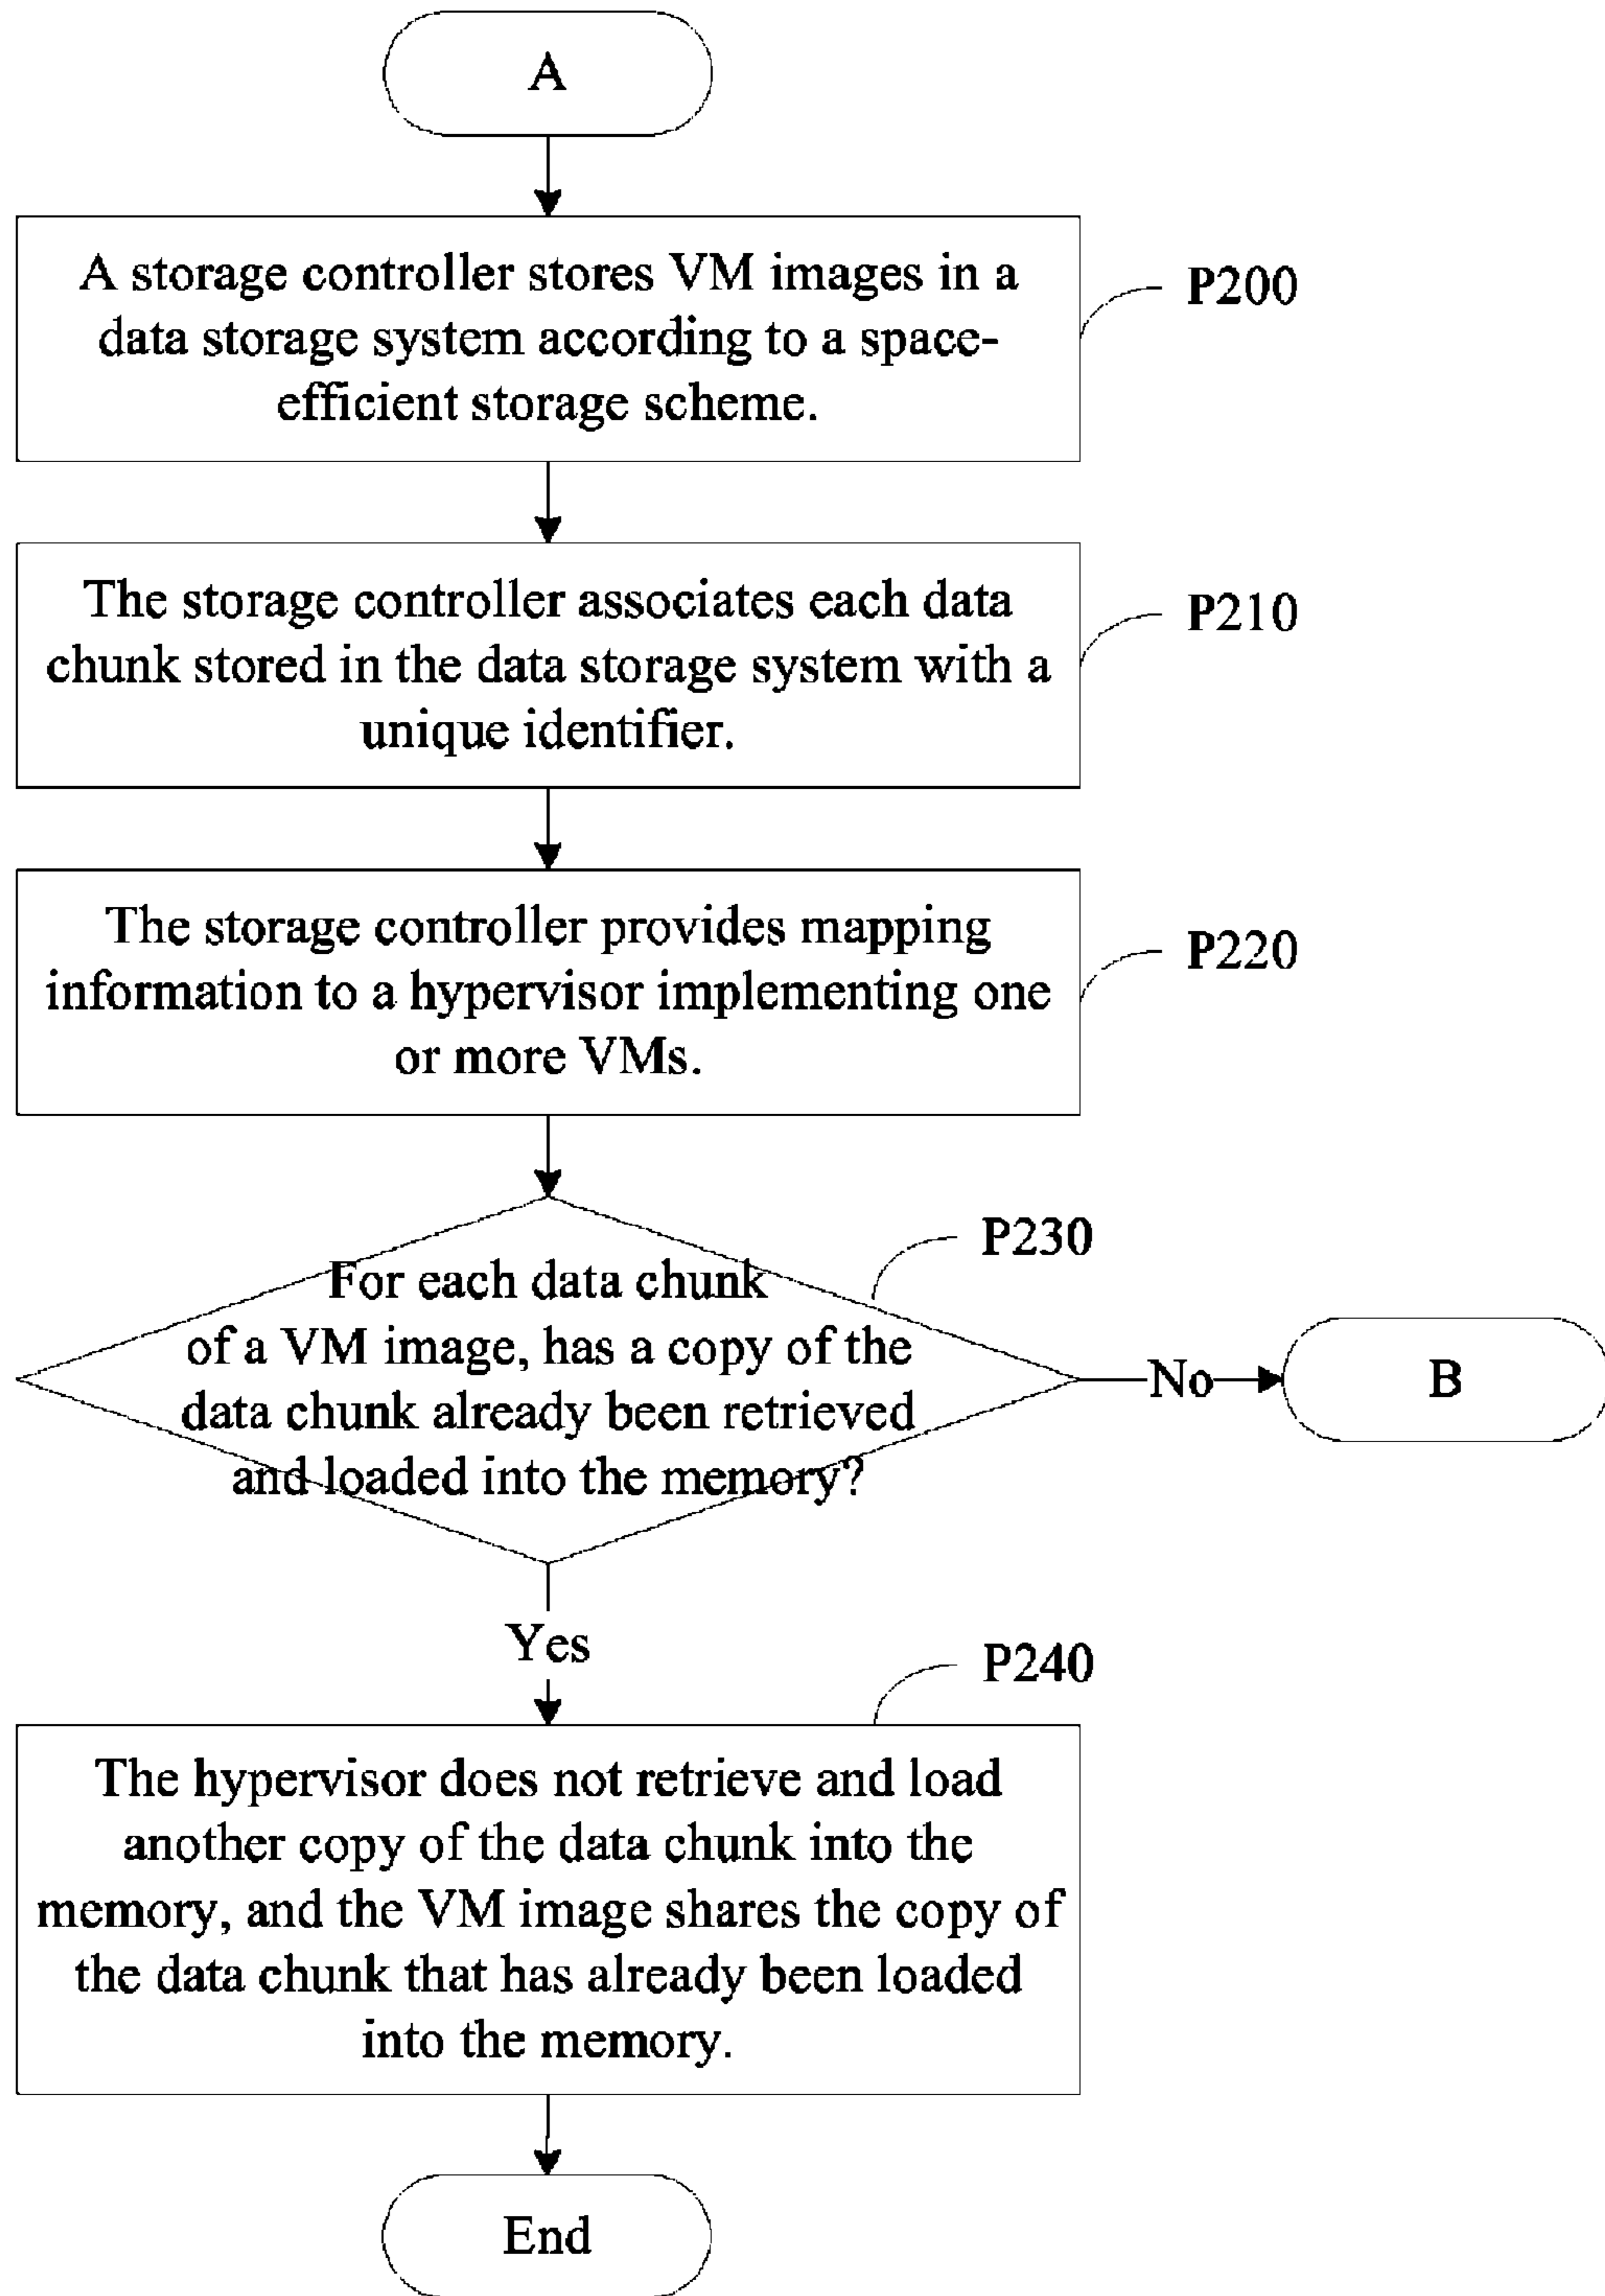 A
A storage controller stores VM images in a
data storage system according to a space-
efficient storage scheme.
P200
The storage controller associates each data
chunk stored in the data storage system with a
unique identifier.
P210
The storage controller provides mapping
information to a hypervisor implementing one
or more VMs.
P220
P230
For each data chunk
of a VM image, has a copy of the
data chunk already been retrieved
and loaded into the memory?
No
B
Yes
P240
The hypervisor does not retrieve and load
another copy of the data chunk into the
memory, and the VM image shares the copy of
the data chunk that has already been loaded
into the memory.
End